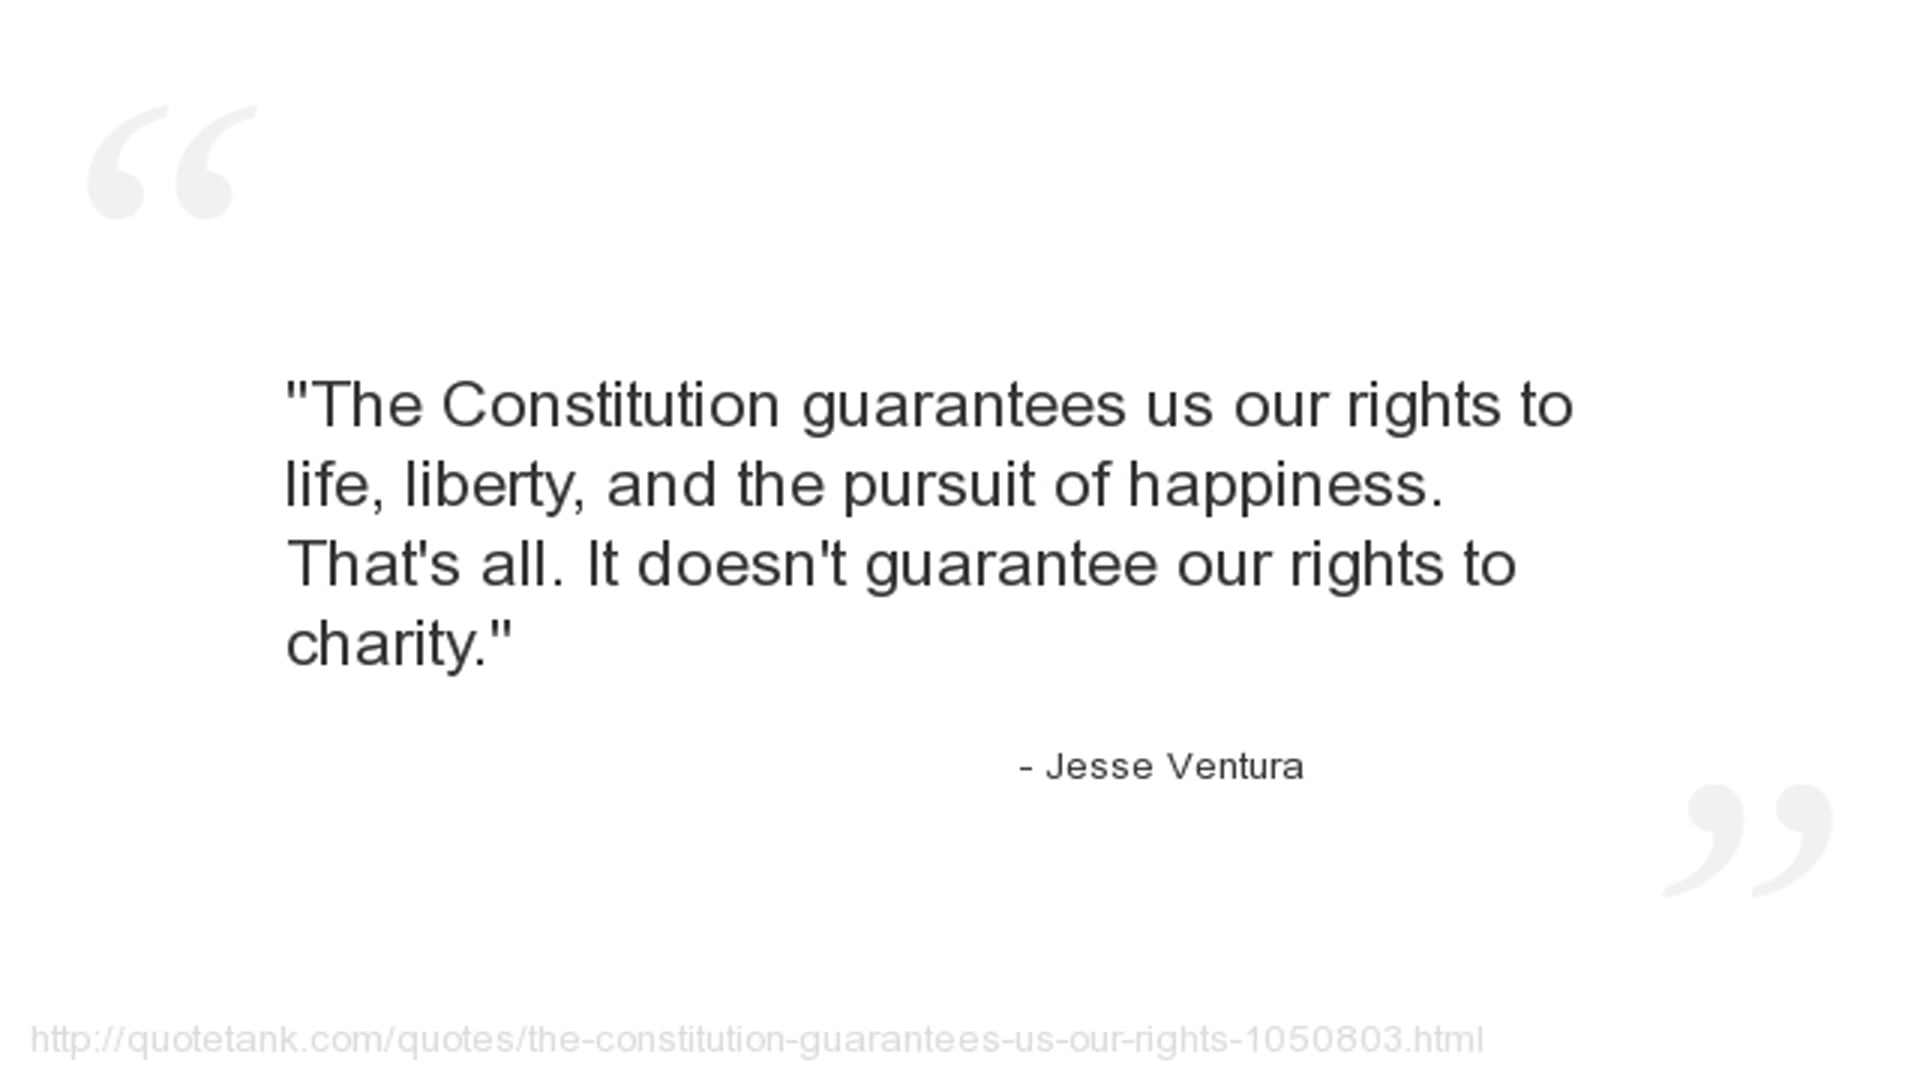 "The Constitution guarantees us our rights to
life, liberty, and the pursuit of happiness.
That's all. It doesn't guarantee our rights to
charity."
- Jesse Ventura
http://quotetank.com/quotes/the-constitution-guarantees-us-our-rights-1050803.html